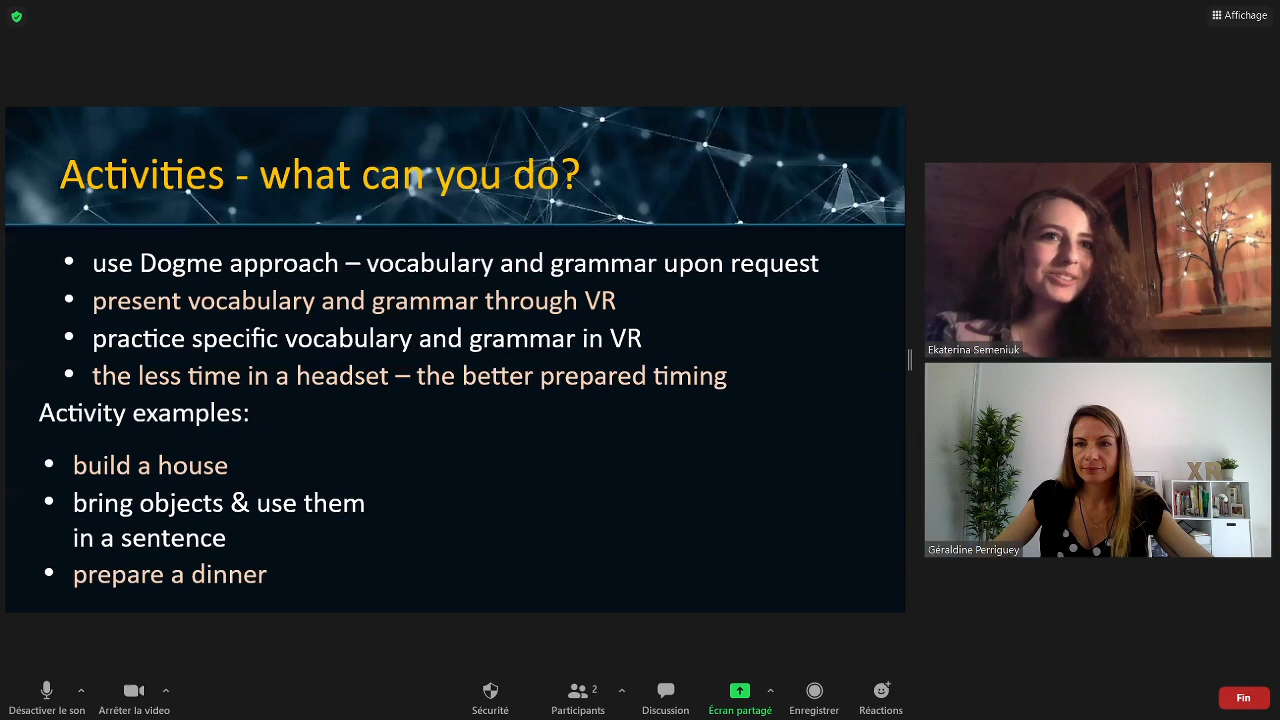 Affichage
Activities - what can you do?
• use Dogme approach – vocabulary and grammar upon request
• present vocabulary and grammar through VR
• practice specific vocabulary and grammar in VR
• the less time in a headset – the better prepared timing
Activity examples:
• build a house
• bring objects & use them
in a sentence
• prepare a dinner
Ekaterina Semeniuk
XR
Géraldine Perriguey
Désactiver le son
Arrêter la video
Sécurité
2
Participants
Discussion
Écran partagé
Enregistrer
Réactions
Fin